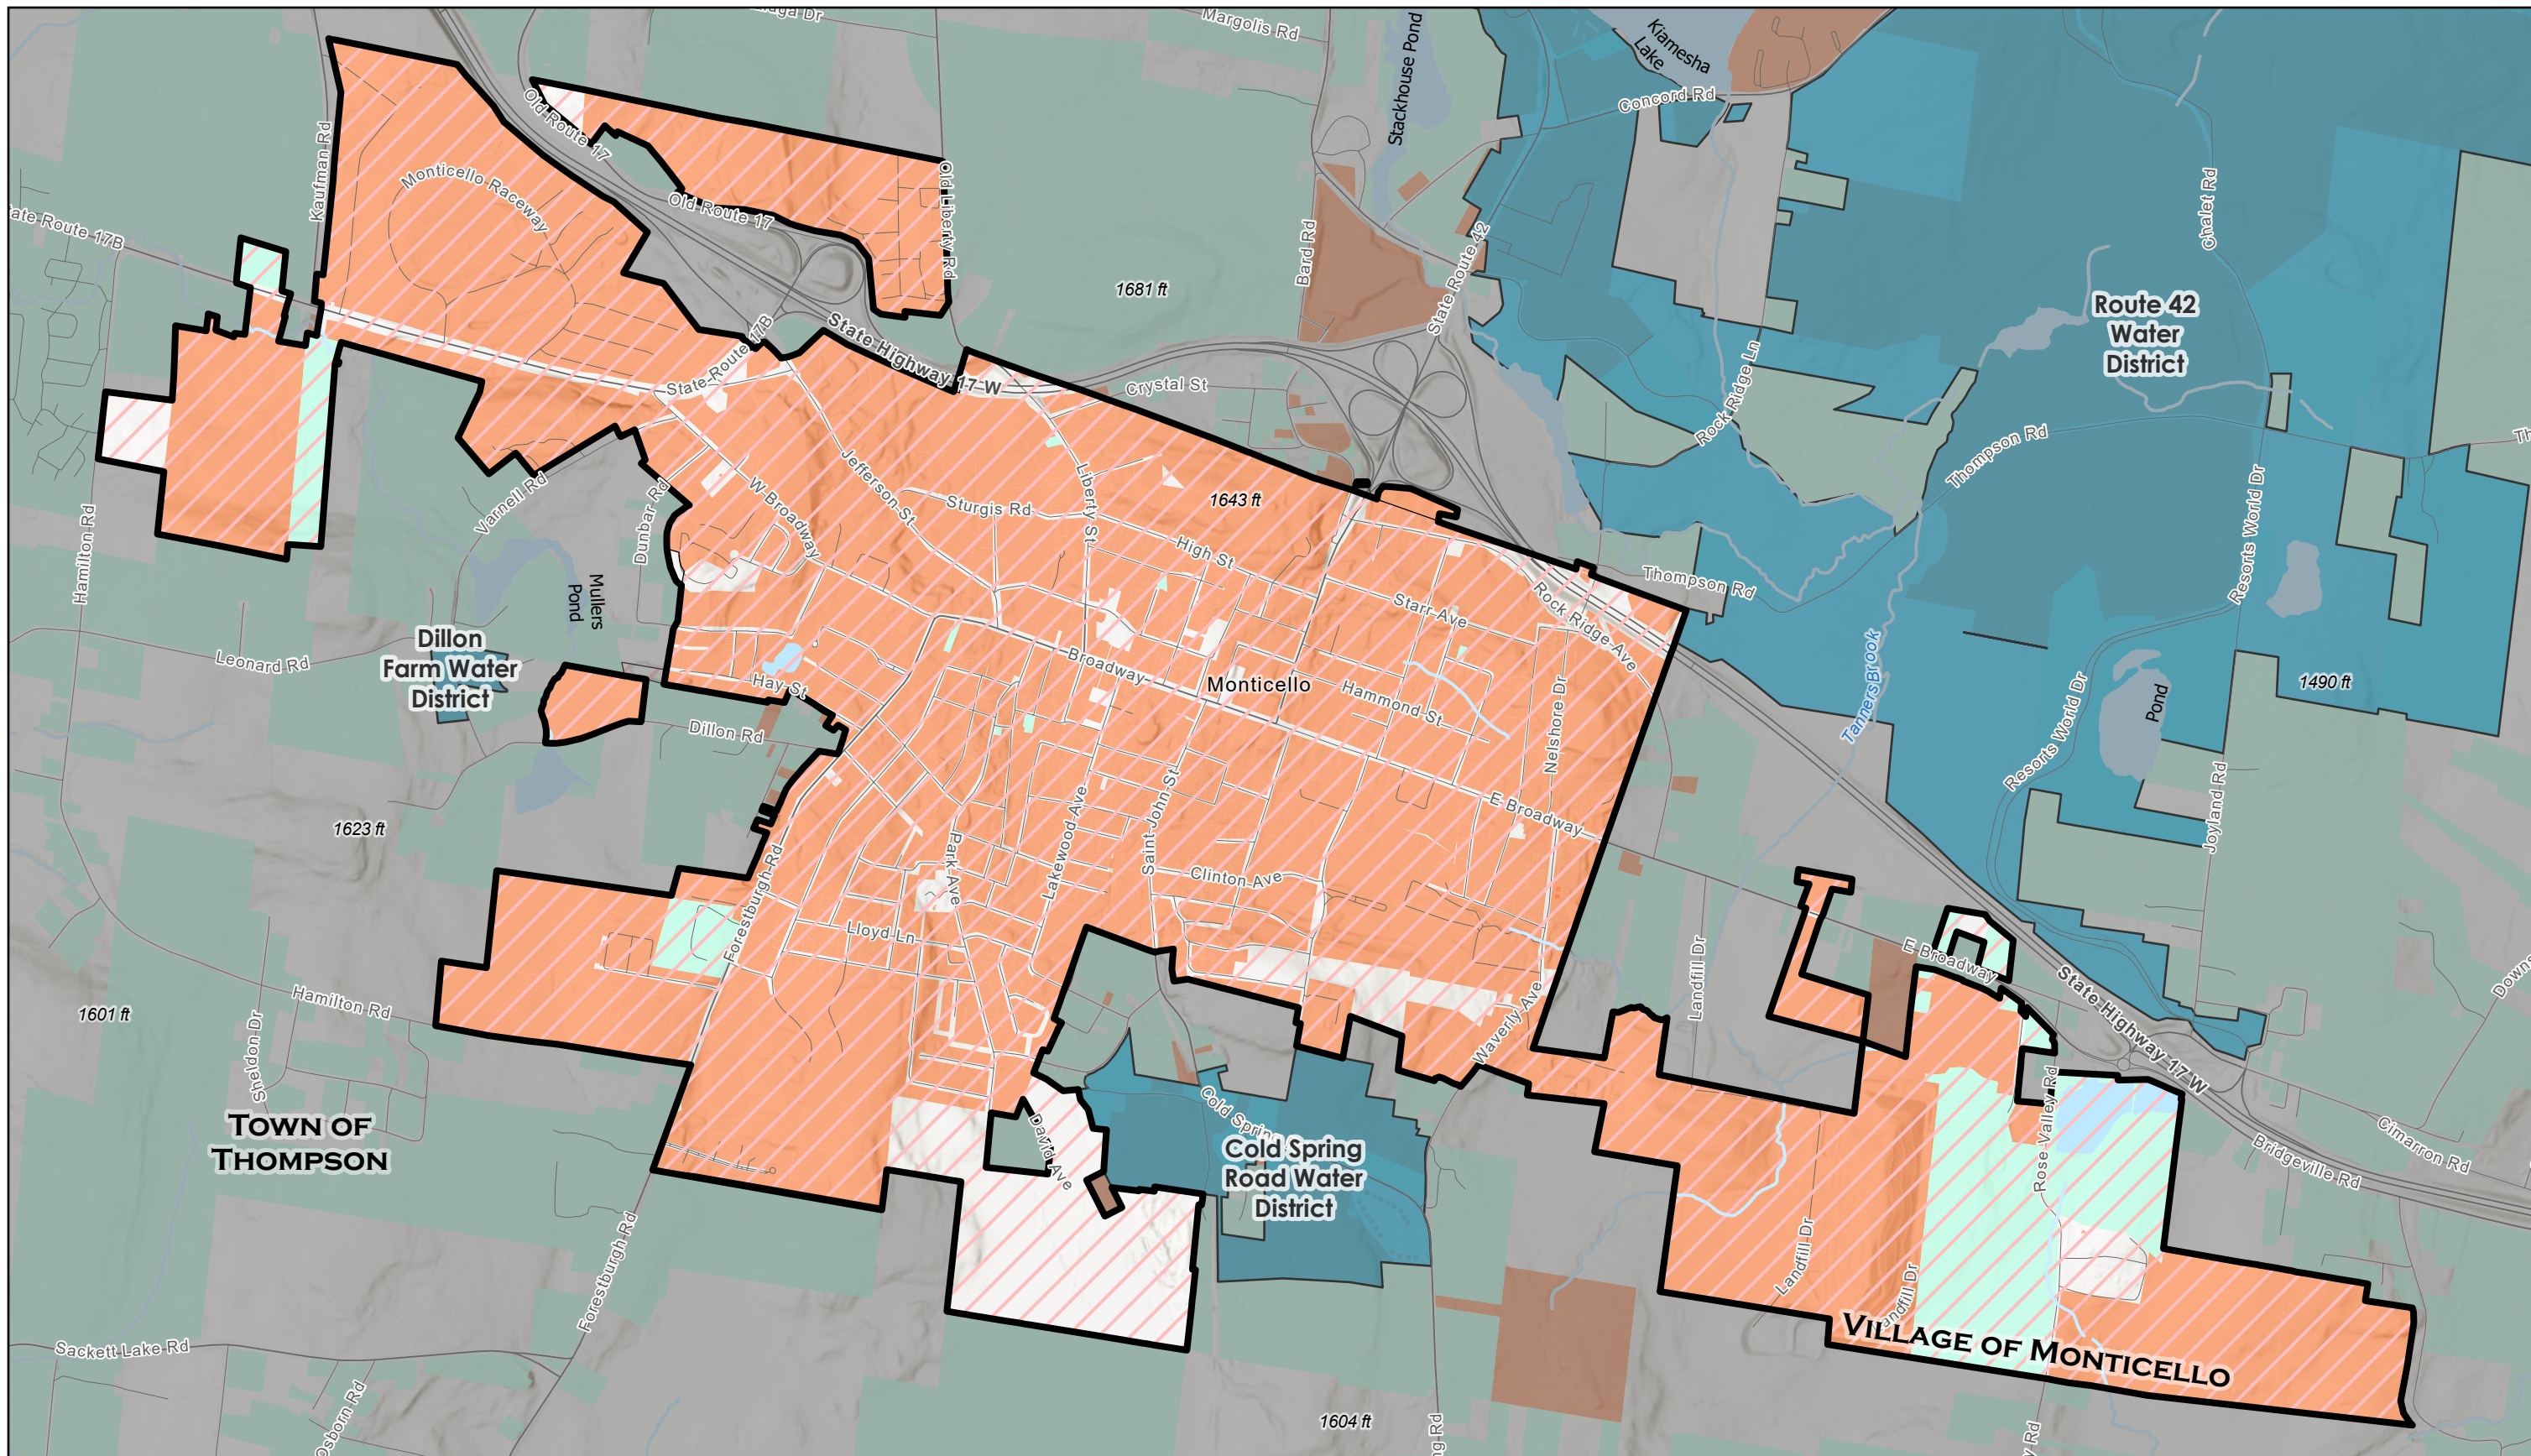 Margolis Rd
Stackhouse Pond
Kiamesha
Lake
Concord Rd
Old Route 17
Kaufman Rd
Monticello Raceway
Old Route 17
Old Liberty Rd
Bard Rd
State Route 42
Chalet Rd
1681 ft
Route 42
Water
District
State Route 17B
State Highway 17 W
Crystal St
Rock Ridge Ln
Thompson Rd
Liberty St
Jefferson St
W Broadway
Sturgis Rd
1643 ft
High St
Varnell Rd
Dunbar Rd
Hamilton Rd
Resorts World Dr
Mullers
Pond
Starr Ave
Rock Ridge Ave
Thompson Rd
Dillon
Farm Water
District
Leonard Rd
Hay St
Broadway
Monticello
Hammond St
Nelshore Dr
Tanners Brook
Resorts World Dr
Pond
1490 ft
Dillon Rd
Joyland Rd
1623 ft
E Broadway
Forestburgh Rd
Park Ave
Lakewood Ave
Saint John St
Clinton Ave
Lloyd Ln
Landfill Dr
E Broadway
State Highway 17 W
Hamilton Rd
1601 ft
Sheldon Dr
Waverly Ave
Town of
Thompson
David Ave
Cold Spring
Cold Spring
Road Water
District
Rose Valley Rd
Cimarron Rd
Bridgeville Rd
Forestburgh Rd
Landfill Dr
Village of Monticello
Sackett Lake Rd
Osborn Rd
1604 ft